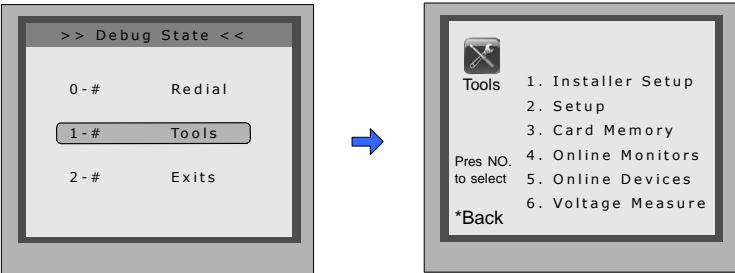 >> Debug State <<
0-# Redial
1-# Tools
2-# Exits
Tools
1. Installer Setup
2. Setup
3. Card Memory
4. Online Monitors
5. Online Devices
6. Voltage Measure
Pres NO.
to select
*Back